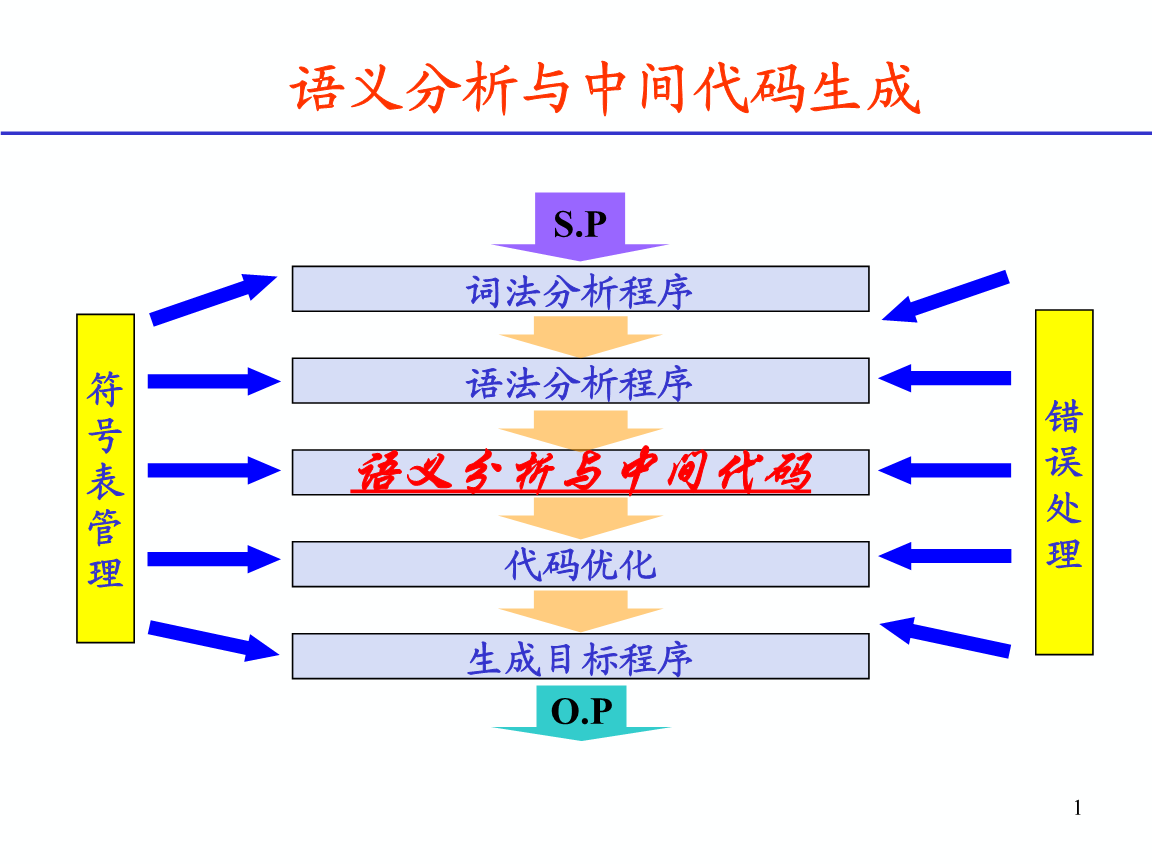 语义分析与中间代码生成
S.P
词法分析程序
语法分析程序
语义分析与中间代码
代码优化
生成目标程序
O.P
符号表管理
错误处理
1